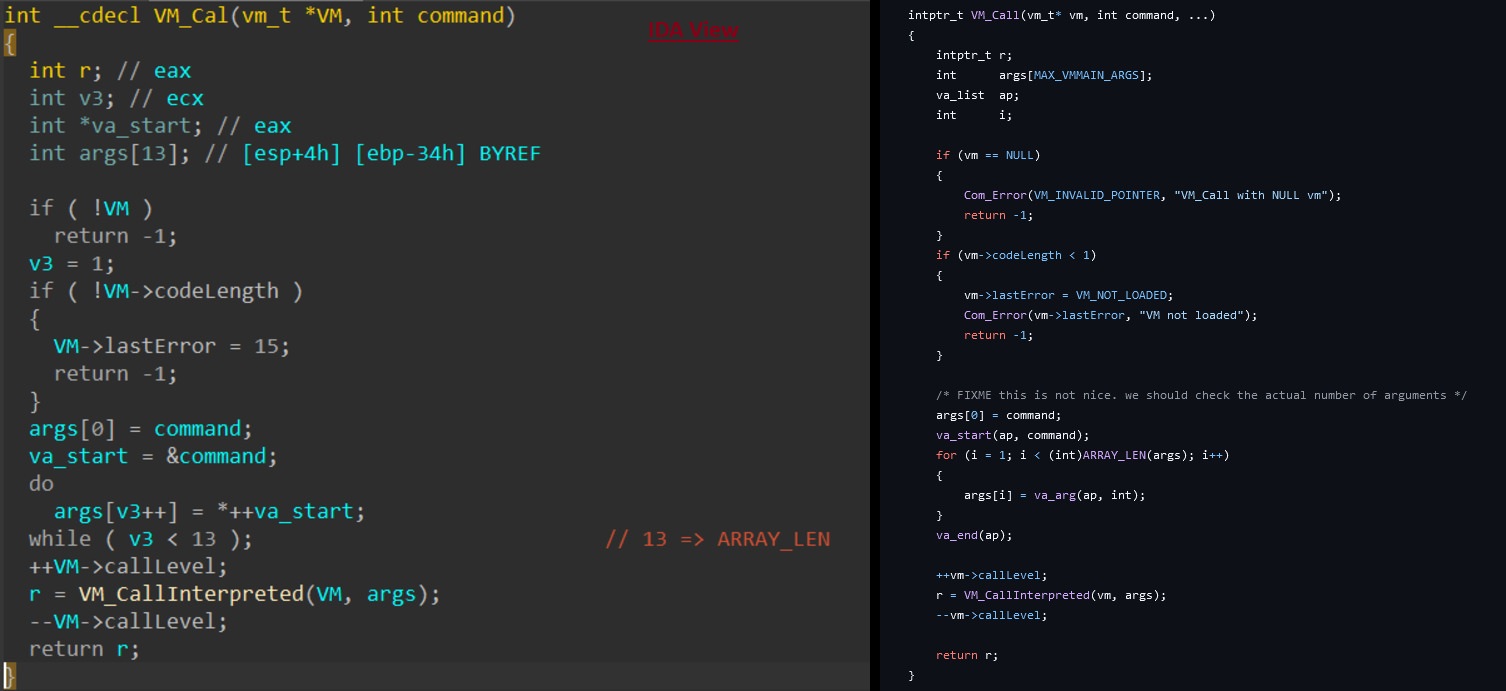 int __cdecl VM_Cal(vm_t *VM, int command)
IDA View
{
  int r; // eax
  int v3; // ecx
  int *va_start; // eax
  int args[13]; // [esp+4h] [ebp-34h] BYREF

  if ( !VM )
    return -1;
  v3 = 1;
  if ( !VM->codeLength )
  {
    VM->lastError = 15;
    return -1;
  }
  args[0] = command;
  va_start = &command;
  do
    args[v3++] = *++va_start;
  while ( v3 < 13 ); // 13 => ARRAY_LEN
  ++VM->callLevel;
  r = VM_CallInterpreted(VM, args);
  --VM->callLevel;
  return r;
}
intptr_t VM_Call(vm_t* vm, int command, ...)
{
    intptr_t r;
    int      args[MAX_VMMAIN_ARGS];
    va_list  ap;
    int      i;

    if (vm == NULL)
    {
        Com_Error(VM_INVALID_POINTER, "VM_Call with NULL vm");
        return -1;
    }
    if (vm->codeLength < 1)
    {
        vm->lastError = VM_NOT_LOADED;
        Com_Error(vm->lastError, "VM not loaded");
        return -1;
    }

    /* FIXME this is not nice. we should check the actual number of arguments */
    args[0] = command;
    va_start(ap, command);
    for (i = 1; i < (int)ARRAY_LEN(args); i++)
    {
        args[i] = va_arg(ap, int);
    }
    va_end(ap);

    ++vm->callLevel;
    r = VM_CallInterpreted(vm, args);
    --vm->callLevel;

    return r;
}